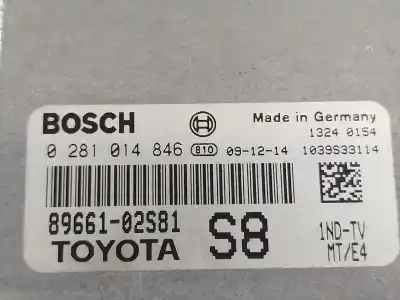 BOSCH
Made in Germany
1324 0154
0 281 014 846 810 09-12-14 1039S33114
89661-02S81
TOYOTA
S8
1ND-TV
MT/E4